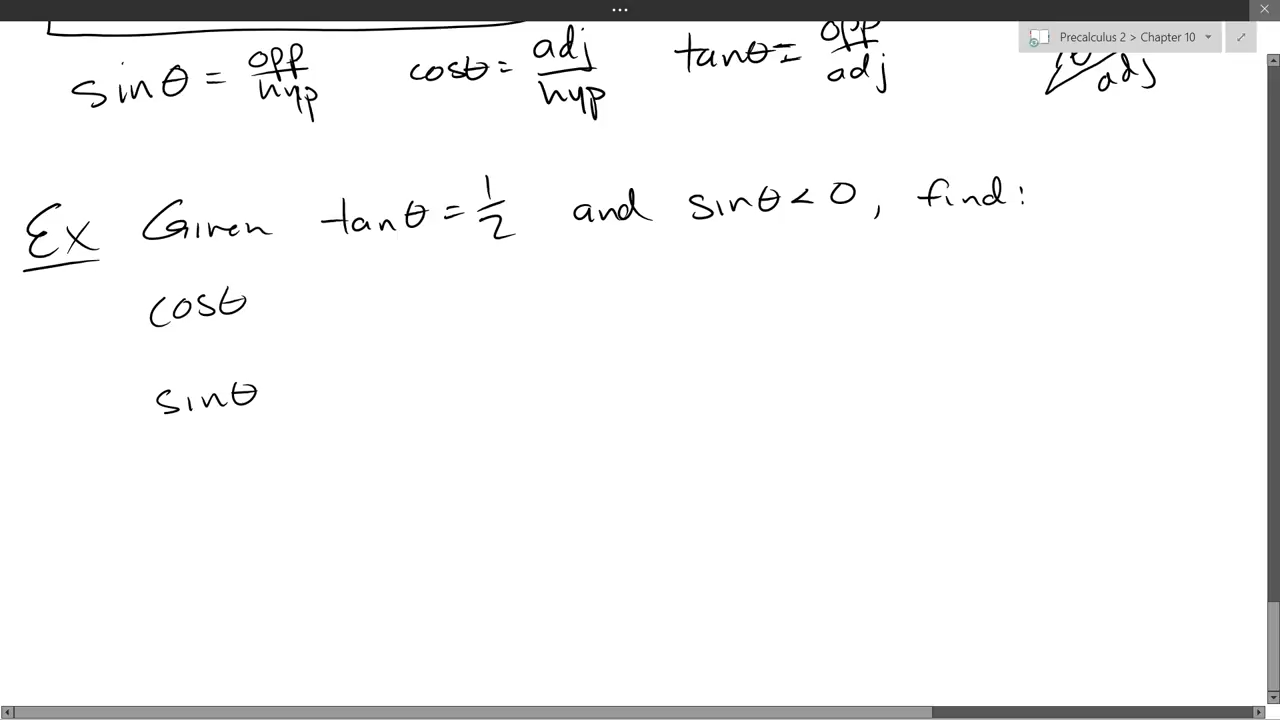 Precalculus 2 > Chapter 10
sinθ = opp/hyp cosθ = adj/hyp tanθ = opp/adj adj
Ex Given tanθ = 1/2 and sinθ < 0, find:
cosθ
sinθ